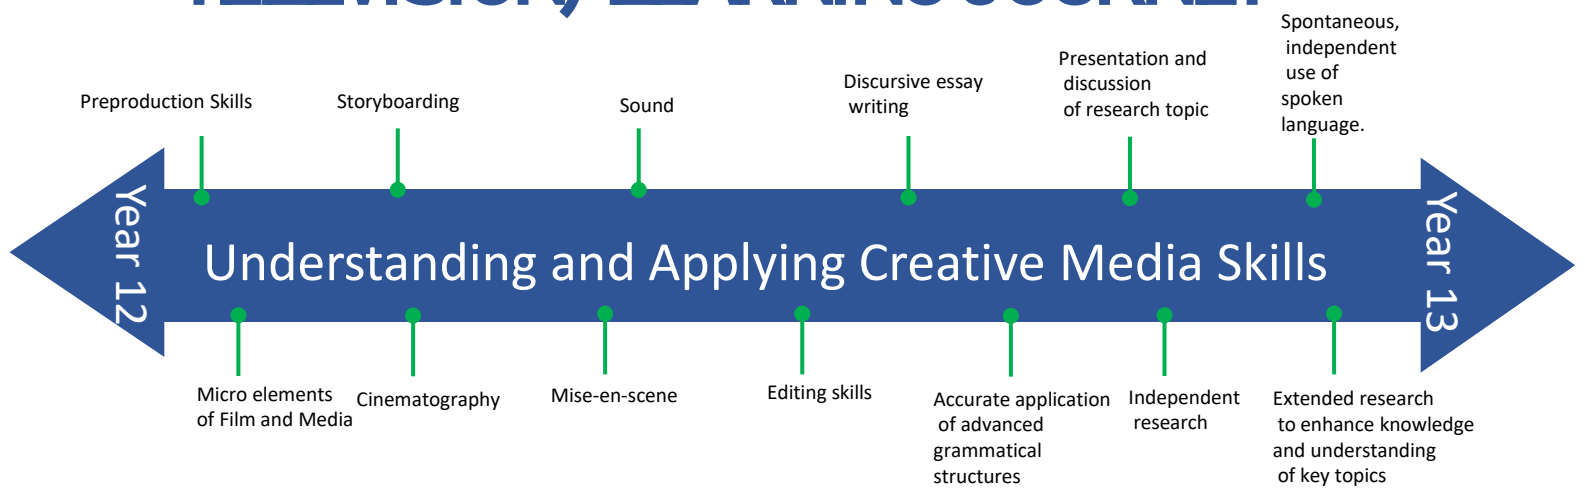 TELEVISION, LEARNING JOURNEY
Spontaneous,
independent
use of
spoken
language.
Presentation and
discussion
of research topic
Discursive essay
writing
Preproduction Skills
Storyboarding
Sound
Year 12
Understanding and Applying Creative Media Skills
Year 13
Micro elements
of Film and Media
Cinematography
Mise-en-scene
Editing skills
Accurate application
of advanced
grammatical
structures
Independent
research
Extended research
to enhance knowledge
and understanding
of key topics